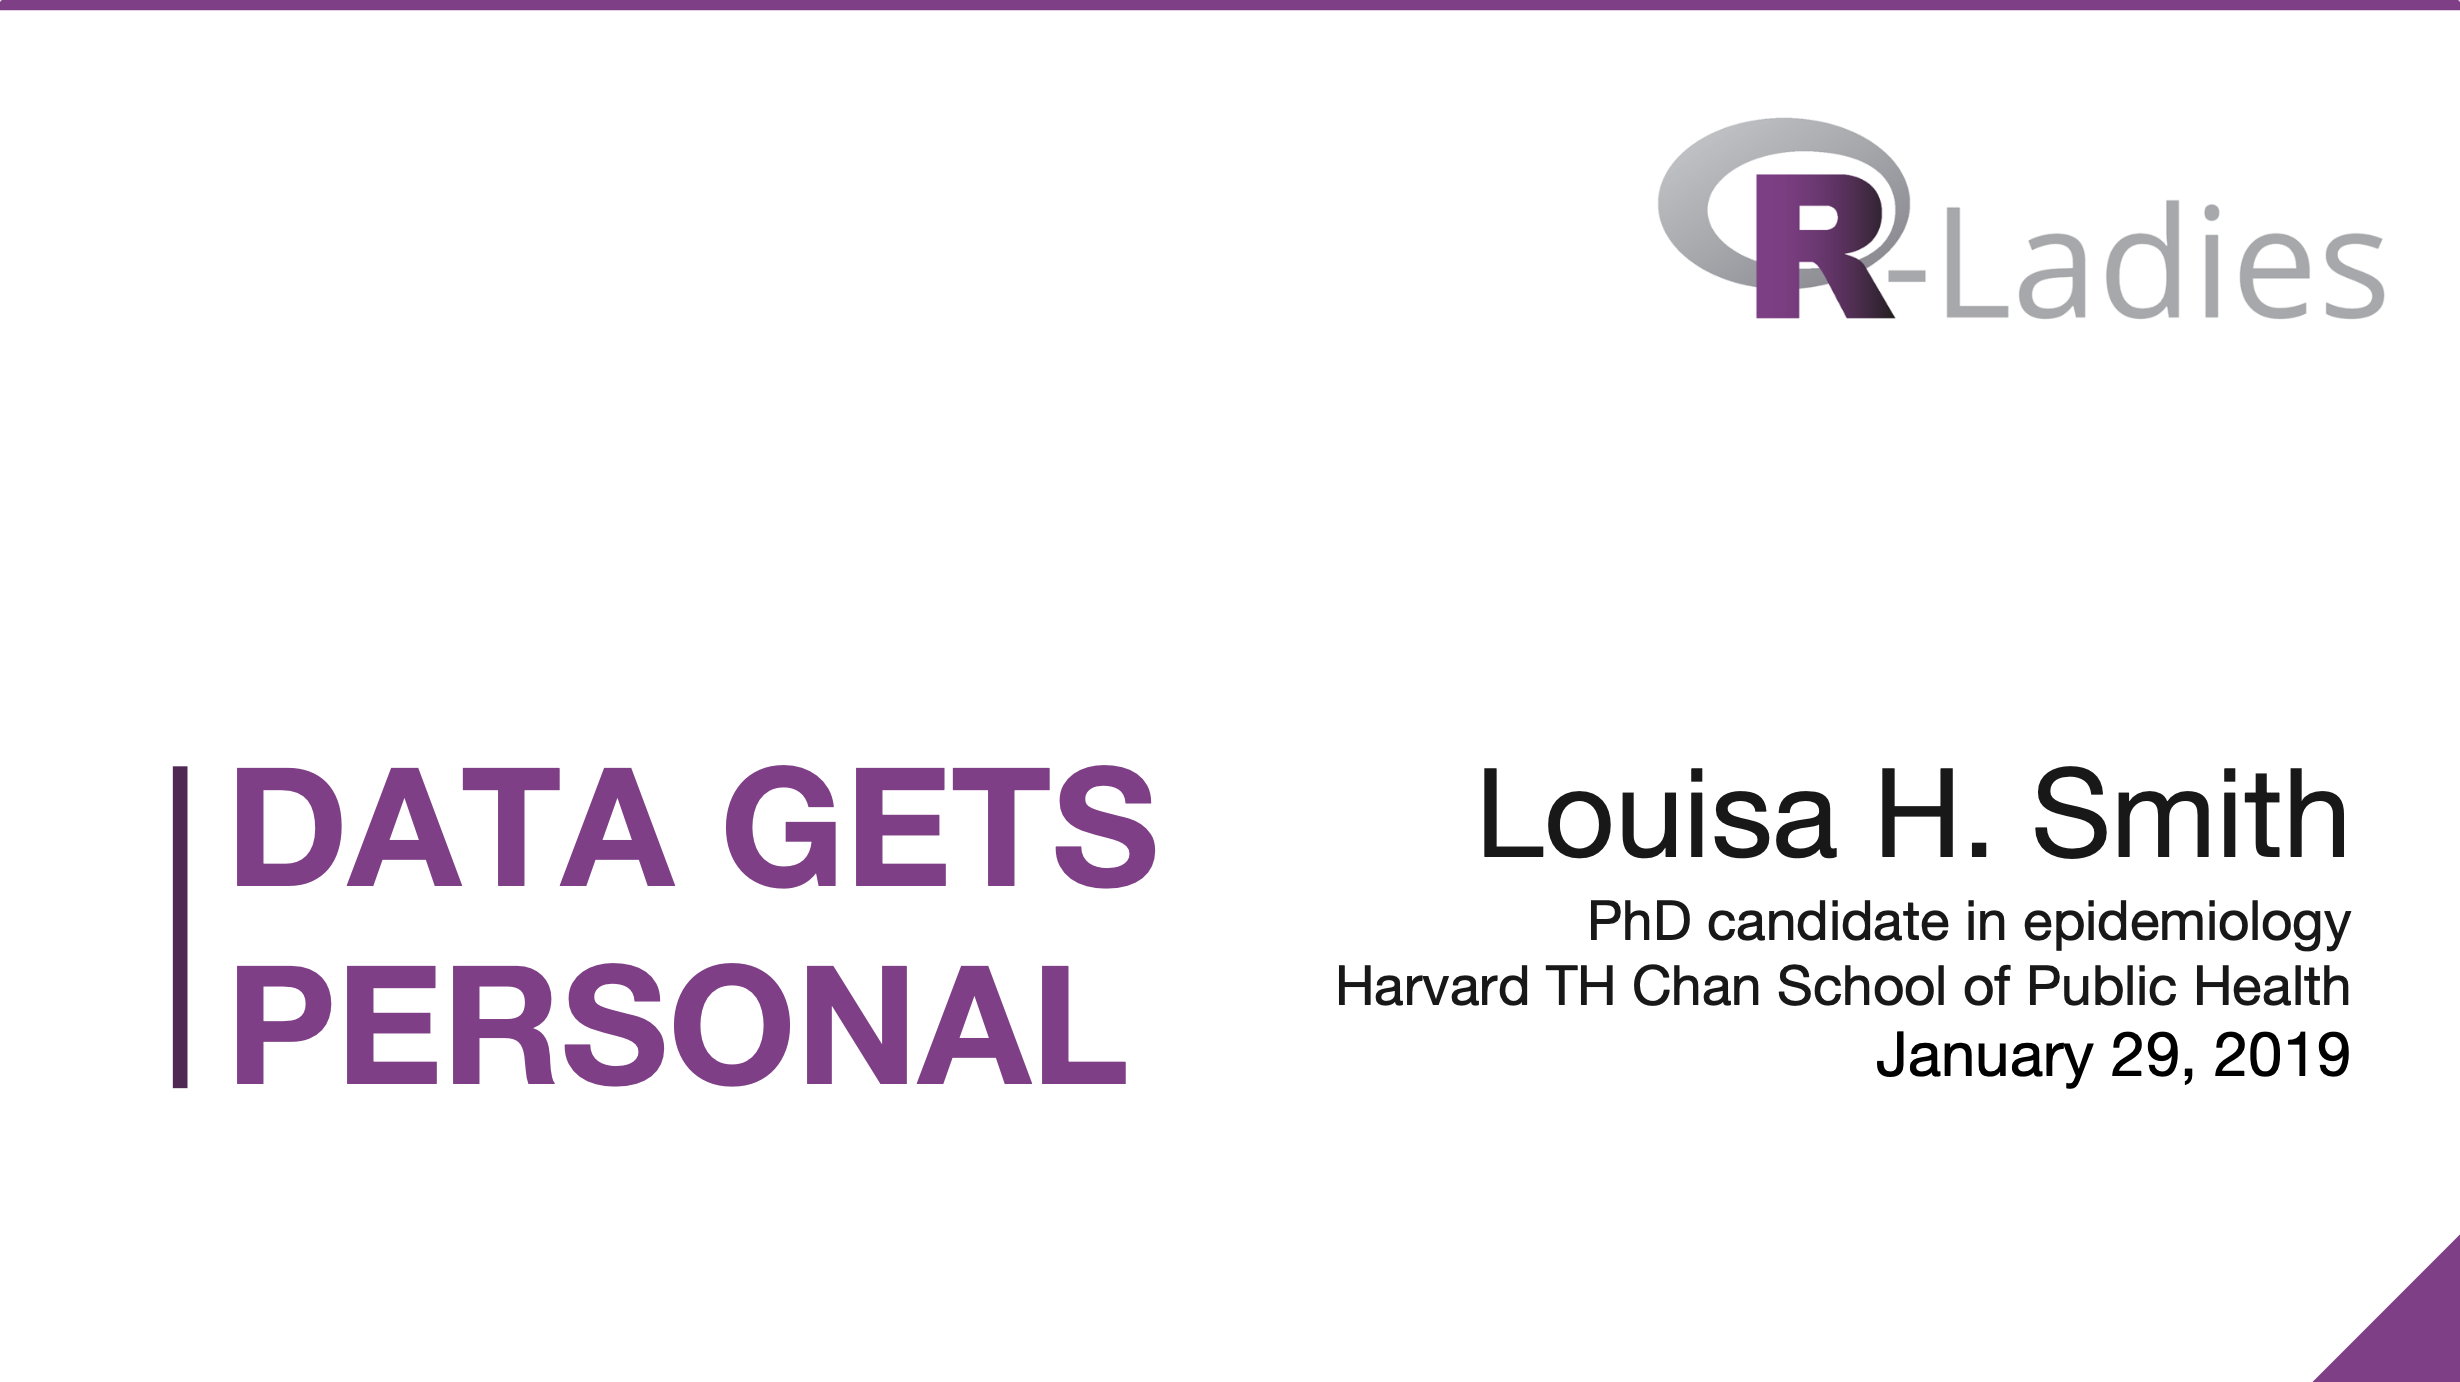 R-Ladies
DATA GETS
PERSONAL
Louisa H. Smith
PhD candidate in epidemiology
Harvard TH Chan School of Public Health
January 29, 2019